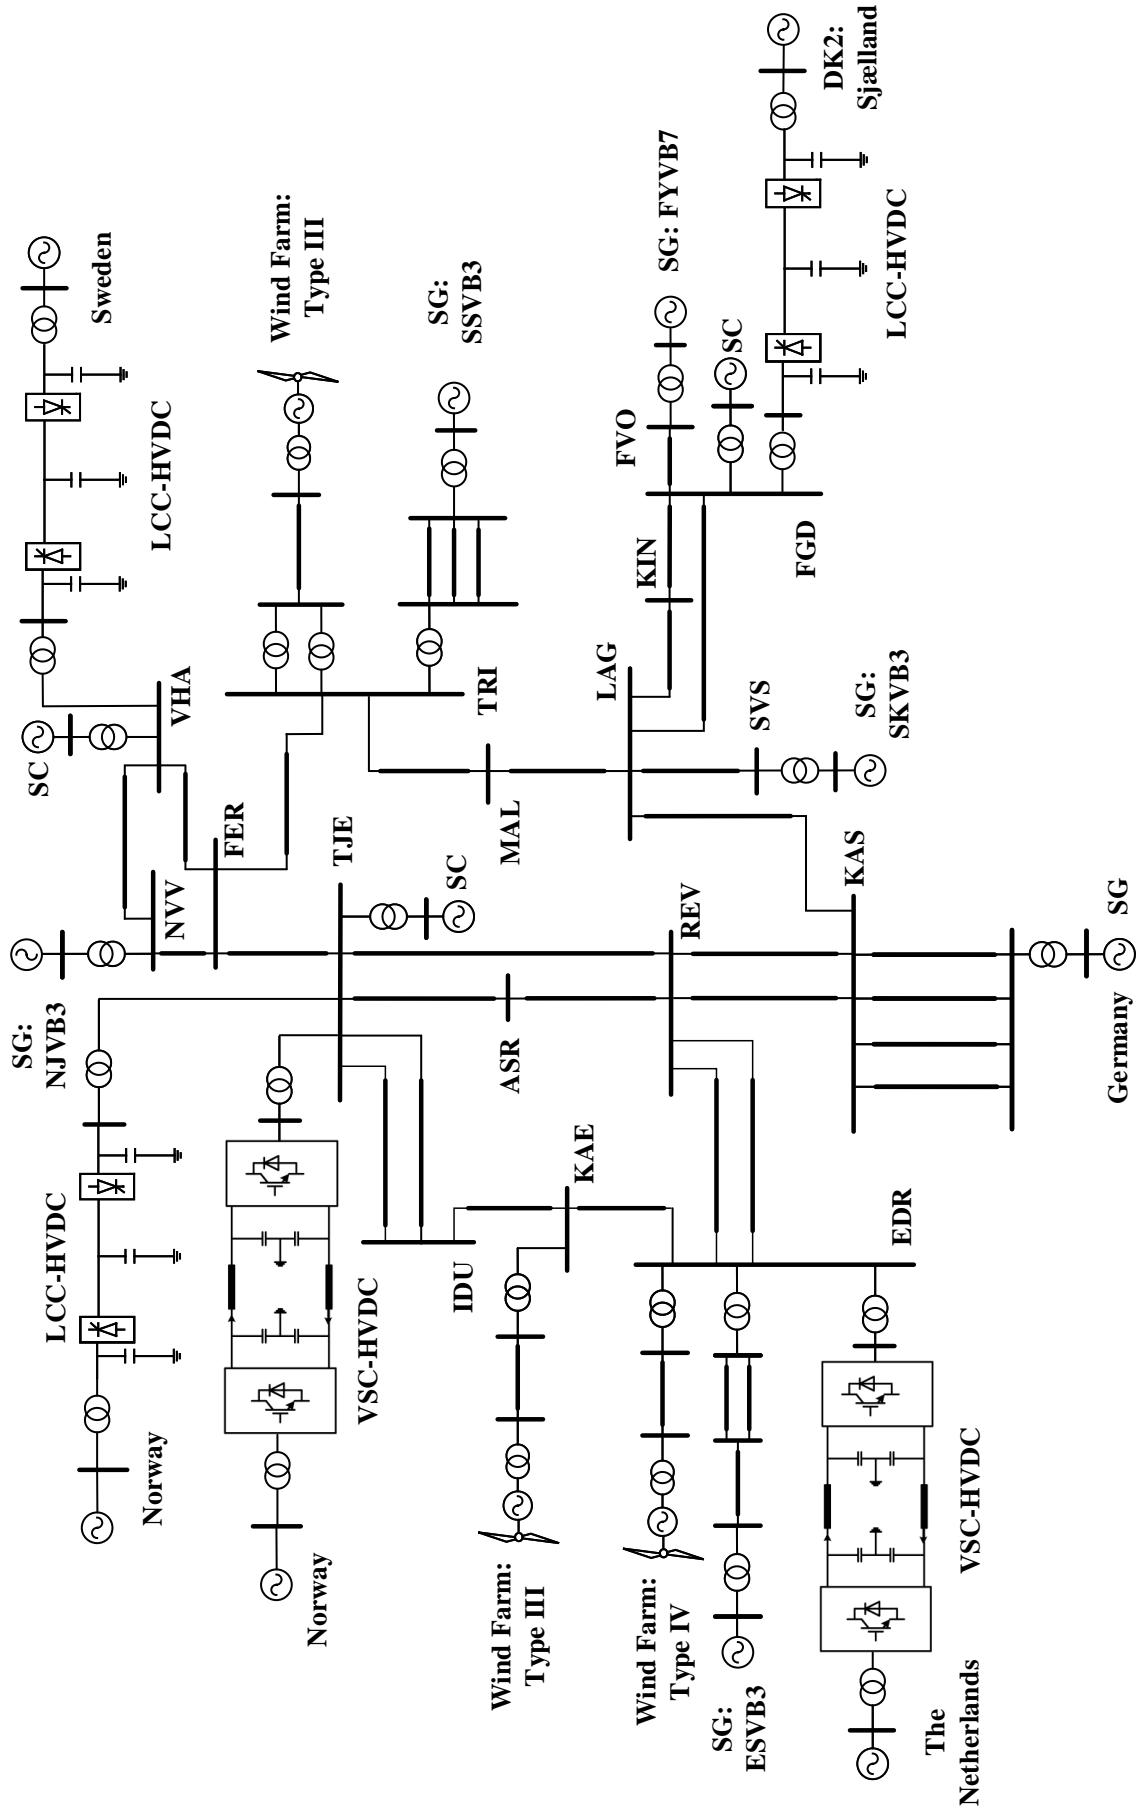 Norway
LCC-HVDC
SG:
NJVB3
SC
VHA
LCC-HVDC
Sweden
Norway
VSC-HVDC
NVV
FER
TJE
Wind Farm:
Type III
SG:
SSVB3
TRI
IDU
ASR
SC
MAL
KAE
REV
LAG
KIN
FVO
SG: FYVB7
Wind Farm:
Type III
Wind Farm:
Type IV
SG:
ESVB3
EDR
KAS
SVS
SG:
SKVB3
FGD
SC
LCC-HVDC
DK2:
Sjælland
The
Netherlands
VSC-HVDC
Germany
SG